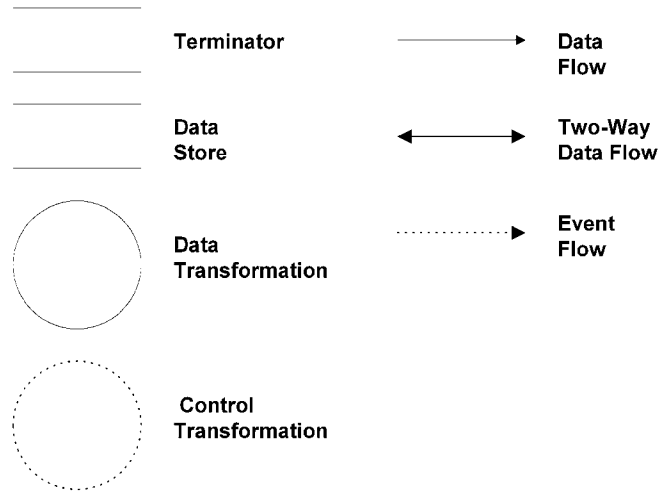 Terminator
Data
Flow
Data
Store
Two-Way
Data Flow
Data
Transformation
Event
Flow
Control
Transformation